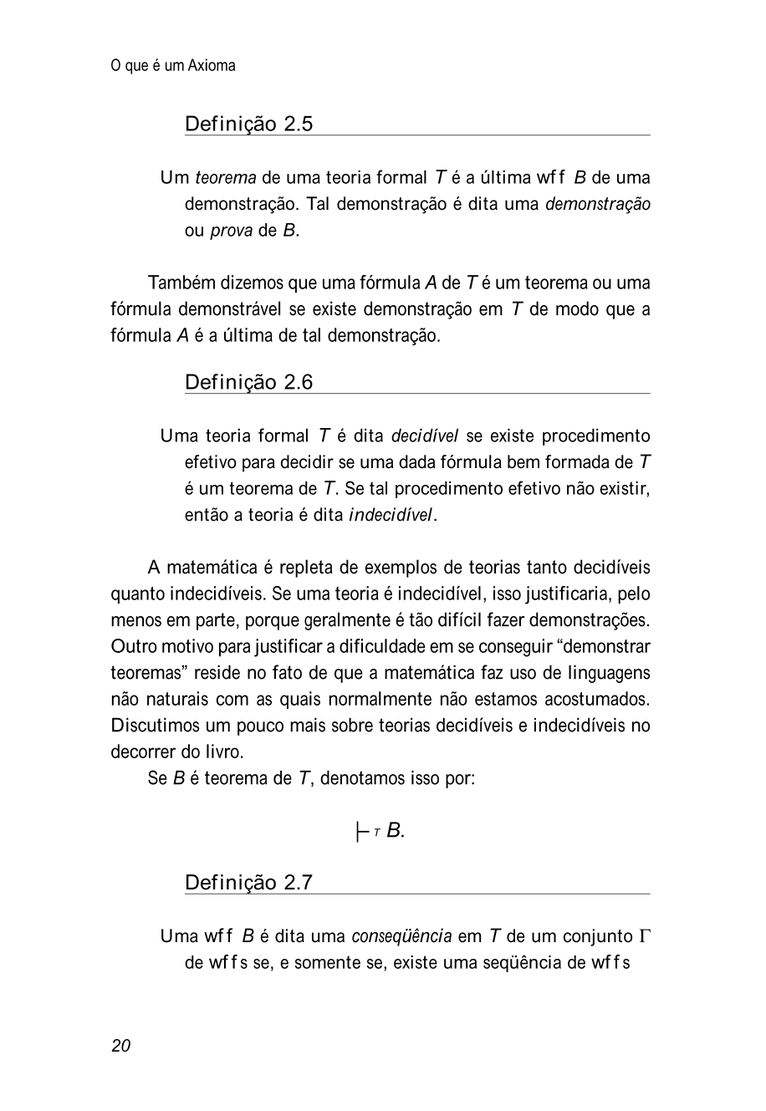 O que é um Axioma
Definição 2.5
Um teorema de uma teoria formal T é a última wff B de uma
demonstração. Tal demonstração é dita uma demonstração
ou prova de B.
Também dizemos que uma fórmula A de T é um teorema ou uma
fórmula demonstrável se existe demonstração em T de modo que a
fórmula A é a última de tal demonstração.
Definição 2.6
Uma teoria formal T é dita decidível se existe procedimento
efetivo para decidir se uma dada fórmula bem formada de T
é um teorema de T. Se tal procedimento efetivo não existir,
então a teoria é dita indecidível.
A matemática é repleta de exemplos de teorias tanto decidíveis
quanto indecidíveis. Se uma teoria é indecidível, isso justificaria, pelo
menos em parte, porque geralmente é tão difícil fazer demonstrações.
Outro motivo para justificar a dificuldade em se conseguir “demonstrar
teoremas” reside no fato de que a matemática faz uso de linguagens
não naturais com as quais normalmente não estamos acostumados.
Discutimos um pouco mais sobre teorias decidíveis e indecidíveis no
decorrer do livro.
Se B é teorema de T, denotamos isso por:
⊢ T B.
Definição 2.7
Uma wff B é dita uma conseqüência em T de um conjunto Γ
de wffs se, e somente se, existe uma seqüência de wffs
20